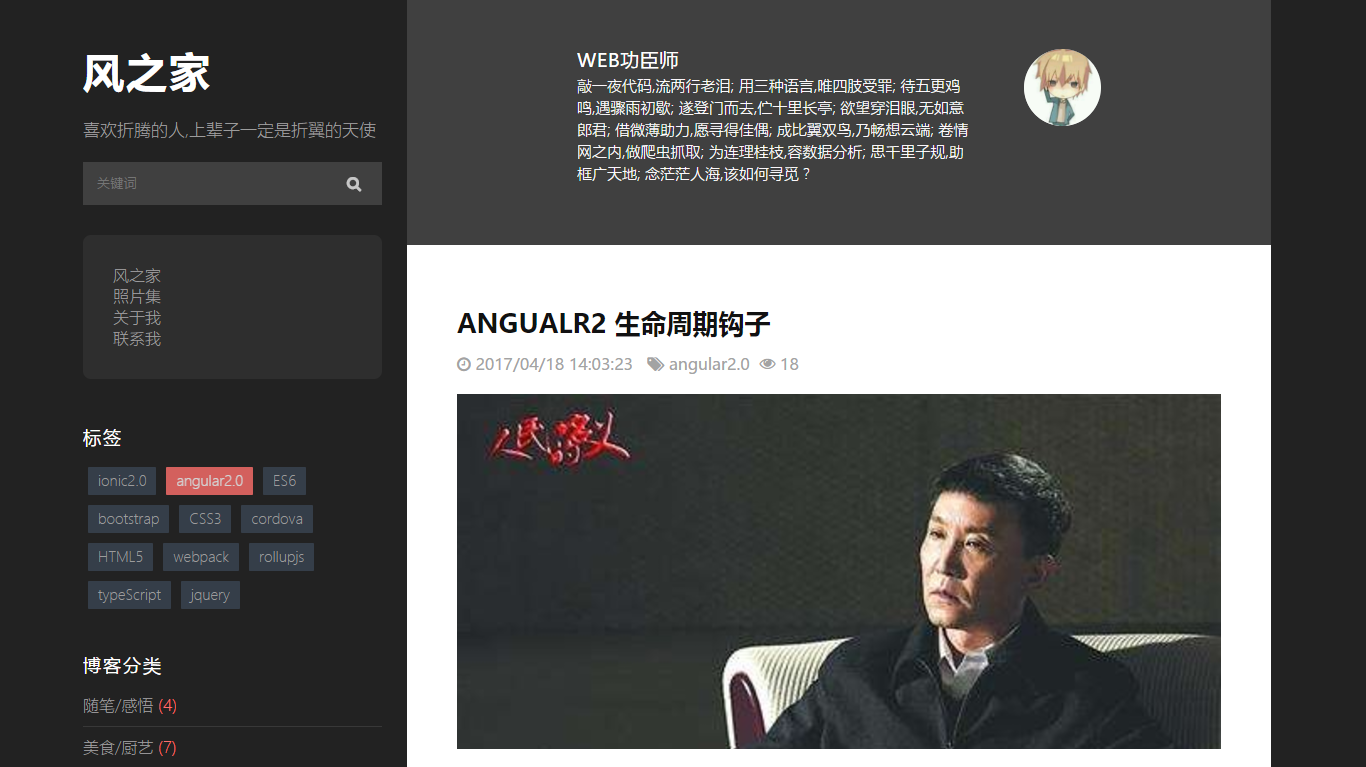 风之家
喜欢折腾的人,上辈子一定是折翼的天使
关键词
风之家
照片集
关于我
联系我
标签
ionic2.0 angular2.0 ES6
bootstrap CSS3 cordova
HTML5 webpack rollupjs
typeScript jquery
博客分类
随笔/感悟 (4)
美食/厨艺 (7)
WEB功臣师
敲一夜代码,流两行老泪; 用三种语言,唯四肢受罪; 待五更鸡
鸣,遇骤雨初歇; 遂登门而去,伫十里长亭; 欲望穿泪眼,无如意
郎君; 借微薄助力,愿寻得佳偶; 成比翼双鸟,乃畅想云端; 卷情
网之内,做爬虫抓取; 为连理桂枝,容数据分析; 思千里子规,助
框广天地; 念茫茫人海,该如何寻觅？
ANGUALR2 生命周期钩子
2017/04/18 14:03:23 angular2.0 18
人民的名义